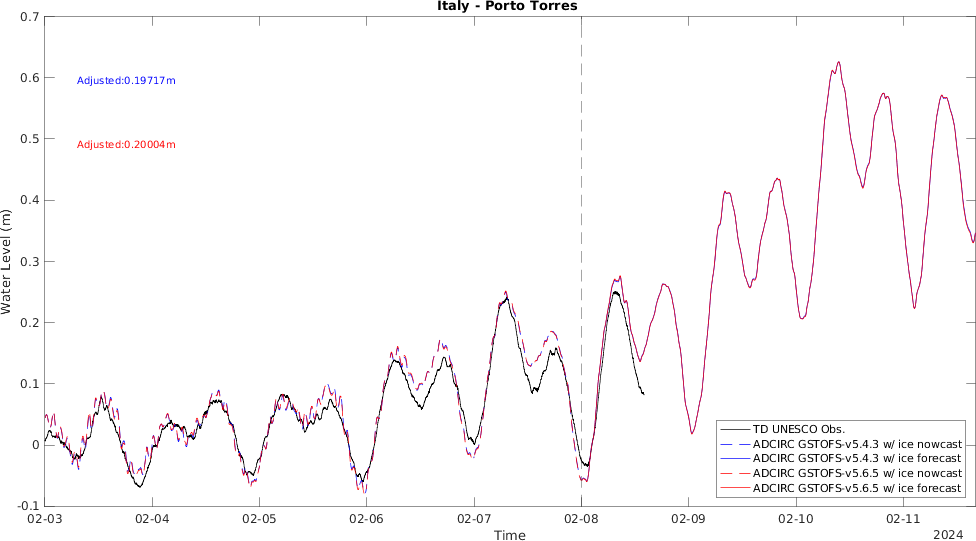 Italy - Porto Torres
0.7
0.6
0.5
0.4
0.3
0.2
0.1
0
-0.1
Water Level (m)
Adjusted:0.19717m
Adjusted:0.20004m
TD UNESCO Obs.
ADCIRC GSTOFS-v5.4.3 w/ ice nowcast
ADCIRC GSTOFS-v5.4.3 w/ ice forecast
ADCIRC GSTOFS-v5.6.5 w/ ice nowcast
ADCIRC GSTOFS-v5.6.5 w/ ice forecast
02-03 02-04 02-05 02-06 02-07 02-08 02-09 02-10 02-11
Time
2024